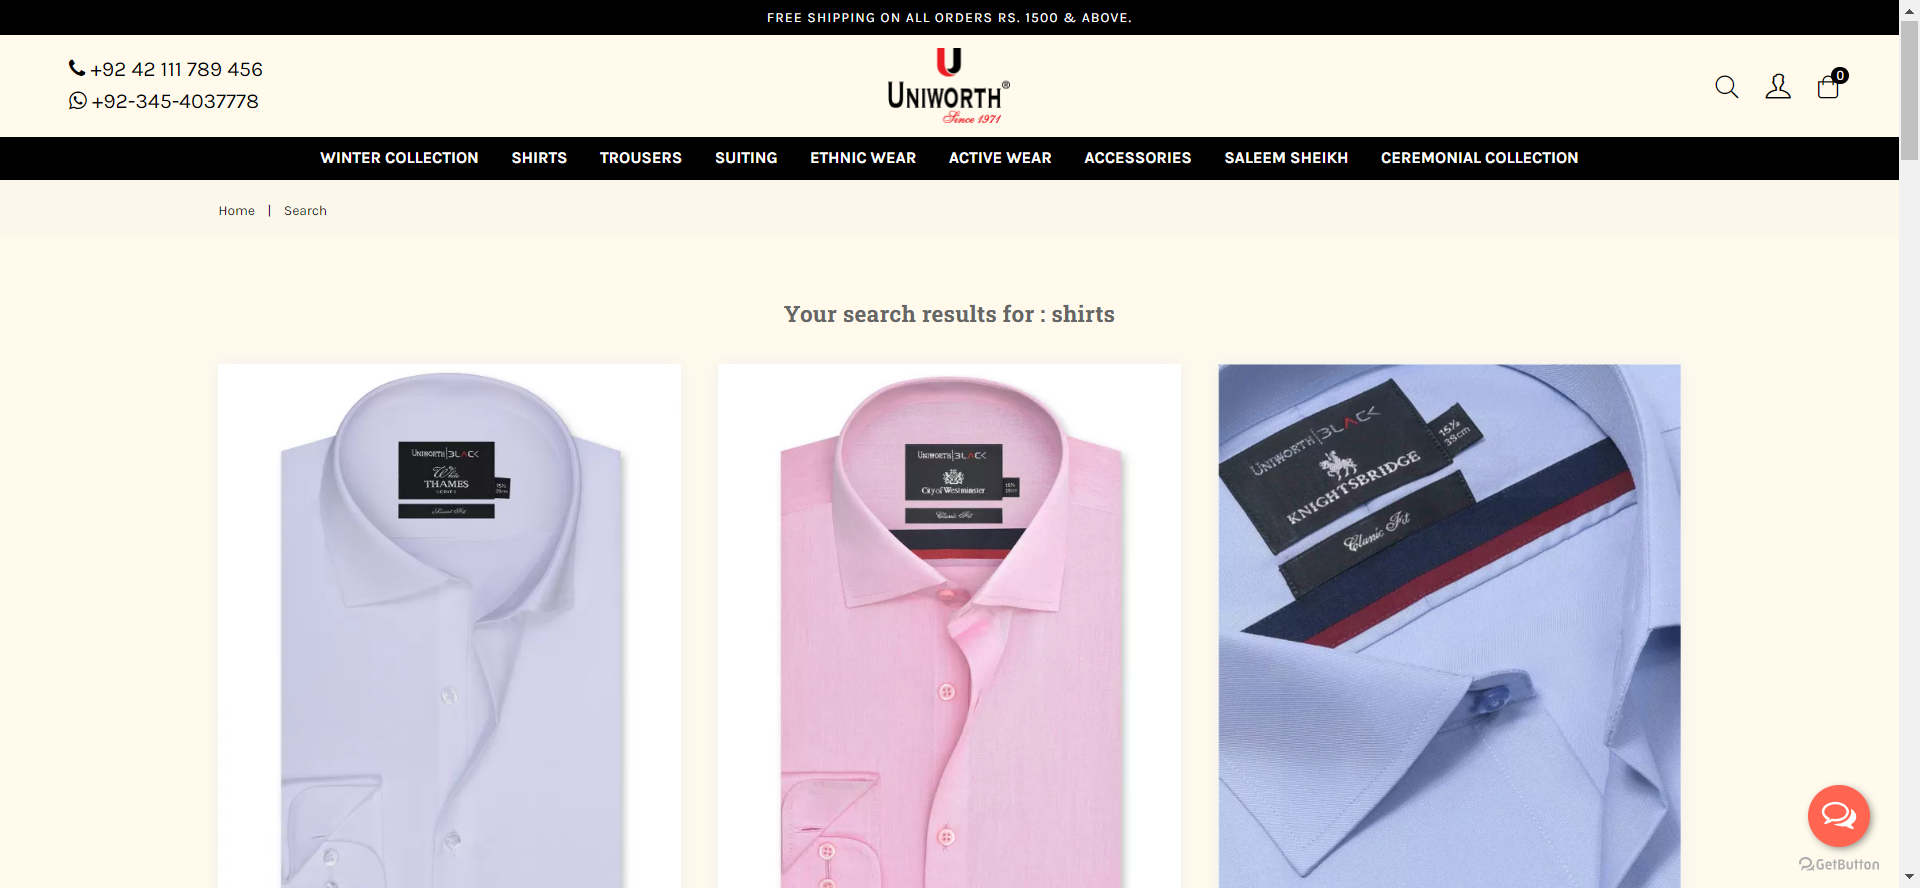 FREE SHIPPING ON ALL ORDERS RS. 1500 & ABOVE.
+92 42 111 789 456
+92-345-4037778
U
UNIWORTH®
Since 1971
0
WINTER COLLECTION SHIRTS TROUSERS SUITING ETHNIC WEAR ACTIVE WEAR ACCESSORIES SALEEM SHEIKH CEREMONIAL COLLECTION
Home | Search
Your search results for : shirts
UNIWORTH|BLACK
White
THAMES
SERIES
Smart Fit
UNIWORTH|BLACK
City of Westminster
Classic Fit
UNIWORTH|BLACK
KNIGHTSBRIDGE
Classic Fit
15½
39cm
GetButton